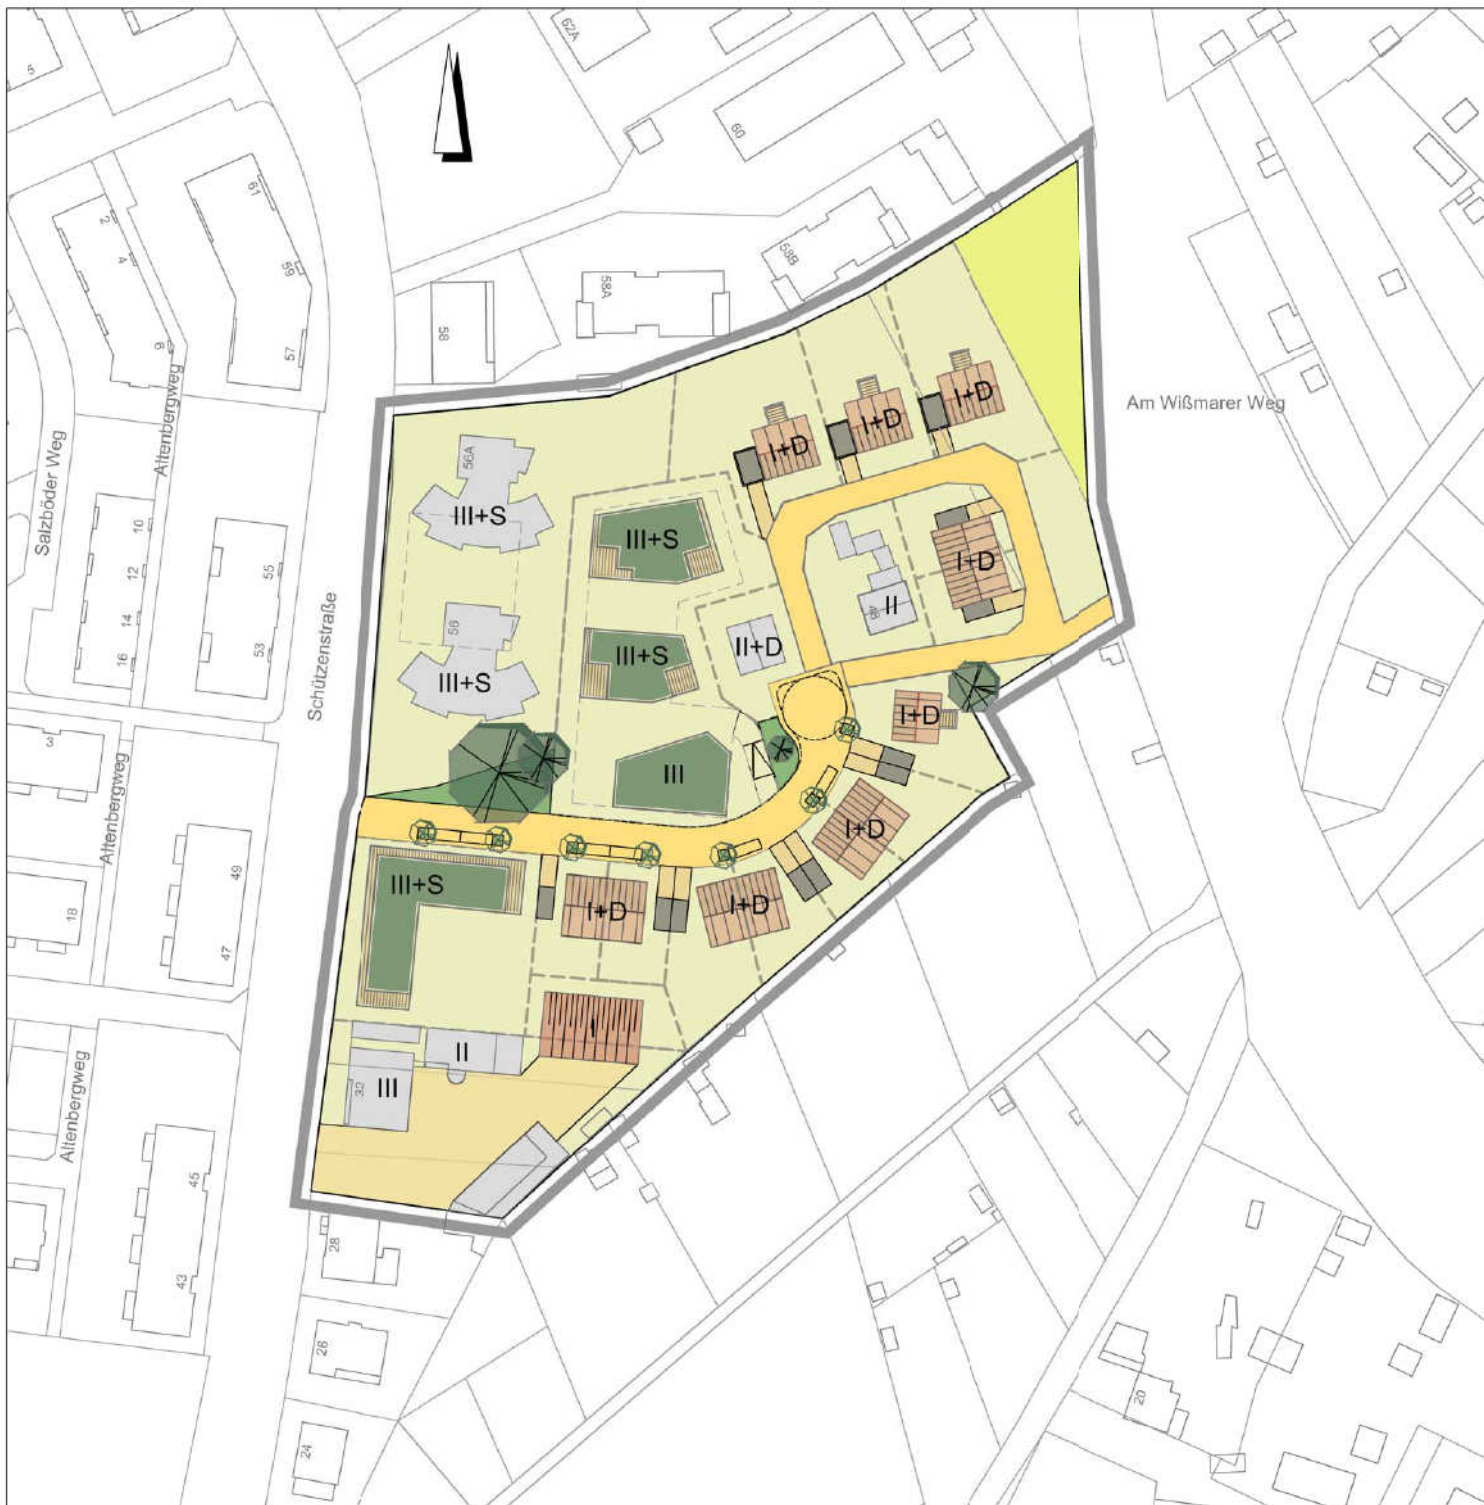 5
62A
60
61
59
57
2
4
6
58
58A
58B
Am Wißmarer Weg
Salzböder Weg
Altenbergweg
Schützenstraße
10
12
14
16
55
53
56A
III+S
56
III+S
III+S
III+S
III
I+D
I+D
I+D
I+D
II
II+D
I+D
I+D
I+D
I+D
III+S
I
II
III
32
3
18
Altenbergweg
49
47
Altenbergweg
45
43
28
26
24
20